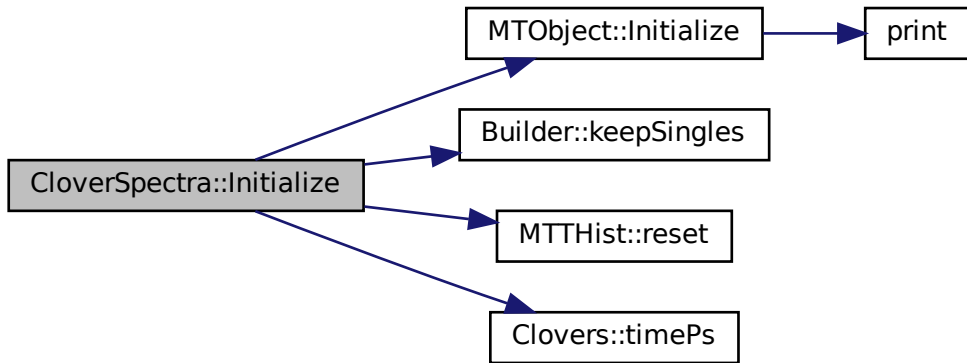 MTObject::Initialize
print
Builder::keepSingles
CloverSpectra::Initialize
MTTHist::reset
Clovers::timePs